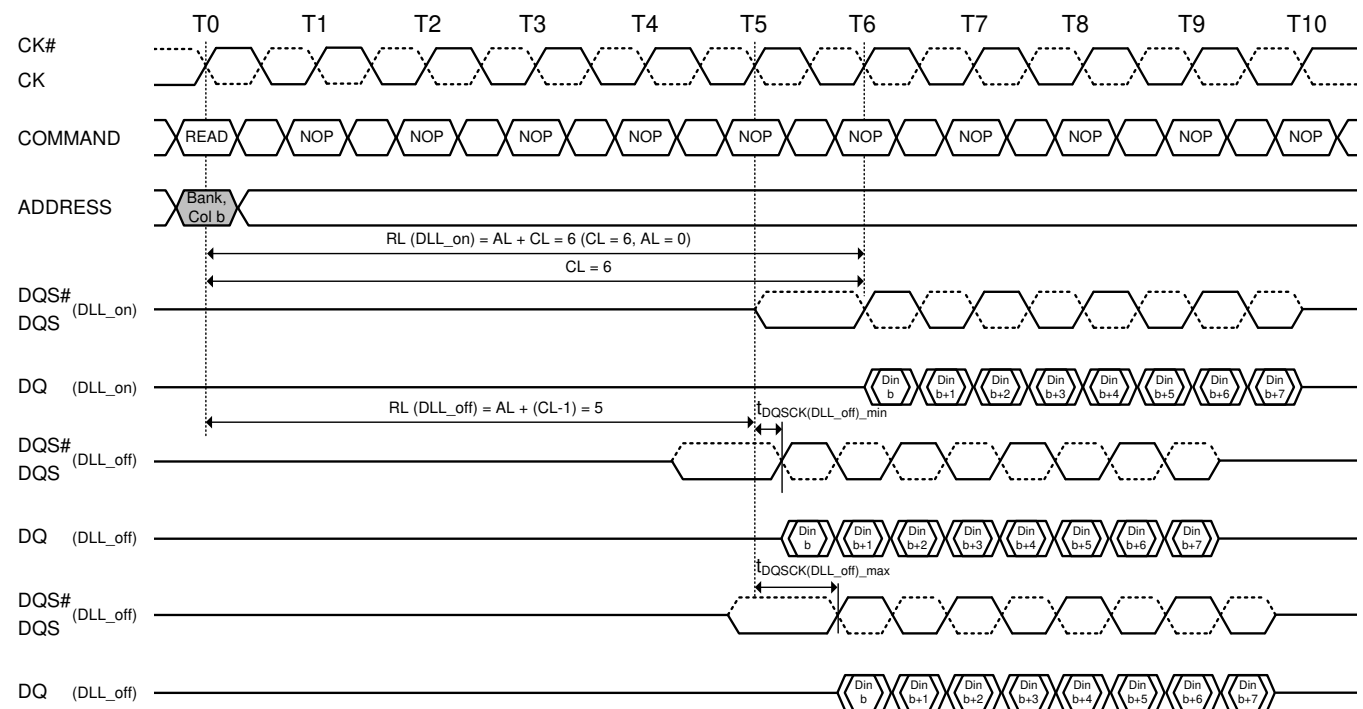 T0 T1 T2 T3 T4 T5 T6 T7 T8 T9 T10
CK#
CK
COMMAND READ NOP NOP NOP NOP NOP NOP NOP NOP NOP NOP
ADDRESS Bank, Col b
RL (DLL_on) = AL + CL = 6 (CL = 6, AL = 0)
CL = 6
DQS# (DLL_on)
DQS
DQ (DLL_on) Din b Din b+1 Din b+2 Din b+3 Din b+4 Din b+5 Din b+6 Din b+7
RL (DLL_off) = AL + (CL-1) = 5
tDQSCK(DLL_off)_min
DQS# (DLL_off)
DQS
DQ (DLL_off) Din b Din b+1 Din b+2 Din b+3 Din b+4 Din b+5 Din b+6 Din b+7
tDQSCK(DLL_off)_max
DQS# (DLL_off)
DQS
DQ (DLL_off) Din b Din b+1 Din b+2 Din b+3 Din b+4 Din b+5 Din b+6 Din b+7